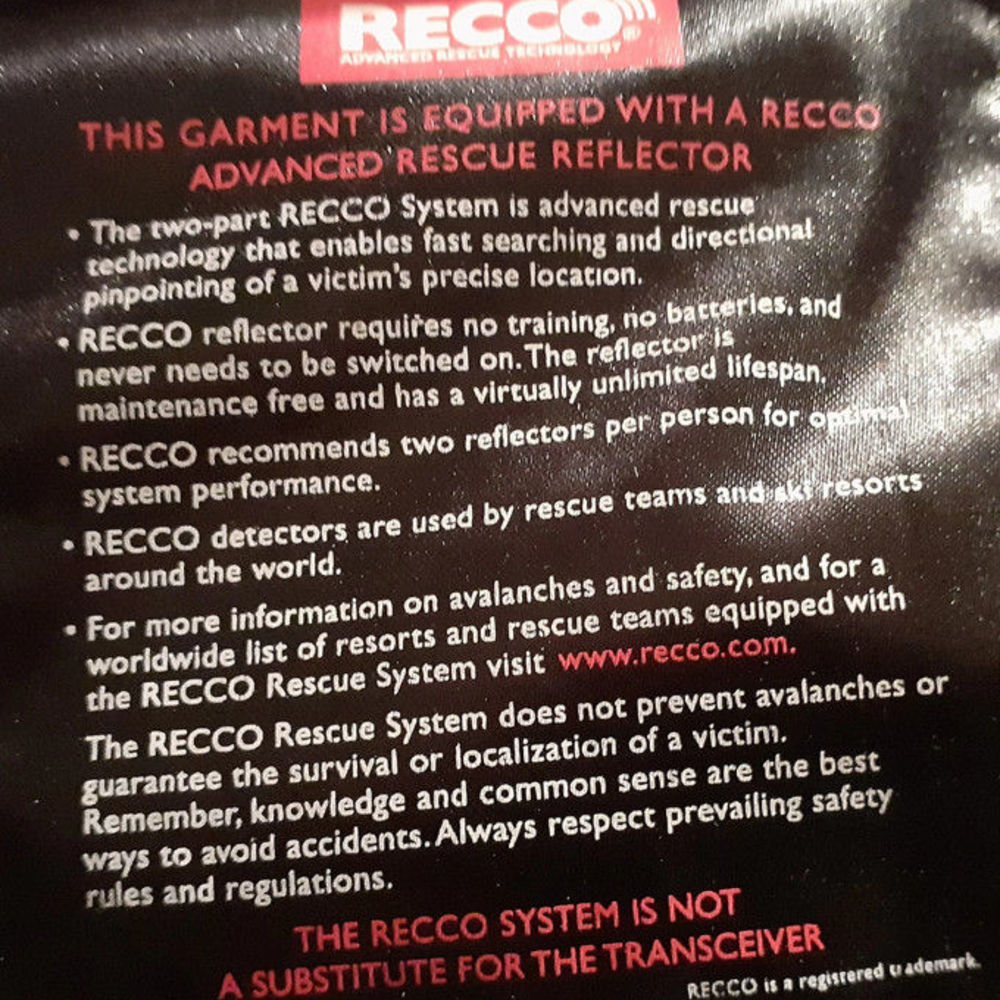 RECCO®
ADVANCED RESCUE TECHNOLOGY
THIS GARMENT IS EQUIPPED WITH A RECCO
ADVANCED RESCUE REFLECTOR
• The two-part RECCO System is advanced rescue
technology that enables fast searching and directional
pinpointing of a victim's precise location.
• RECCO reflector requires no training, no batteries, and
never needs to be switched on. The reflector is
maintenance free and has a virtually unlimited lifespan.
• RECCO recommends two reflectors per person for optimal
system performance.
• RECCO detectors are used by rescue teams and ski resorts
around the world.
• For more information on avalanches and safety, and for a
worldwide list of resorts and rescue teams equipped with
the RECCO Rescue System visit www.recco.com.
The RECCO Rescue System does not prevent avalanches or
guarantee the survival or localization of a victim.
Remember, knowledge and common sense are the best
ways to avoid accidents. Always respect prevailing safety
rules and regulations.
THE RECCO SYSTEM IS NOT
A SUBSTITUTE FOR THE TRANSCEIVER
RECCO is a registered trademark.